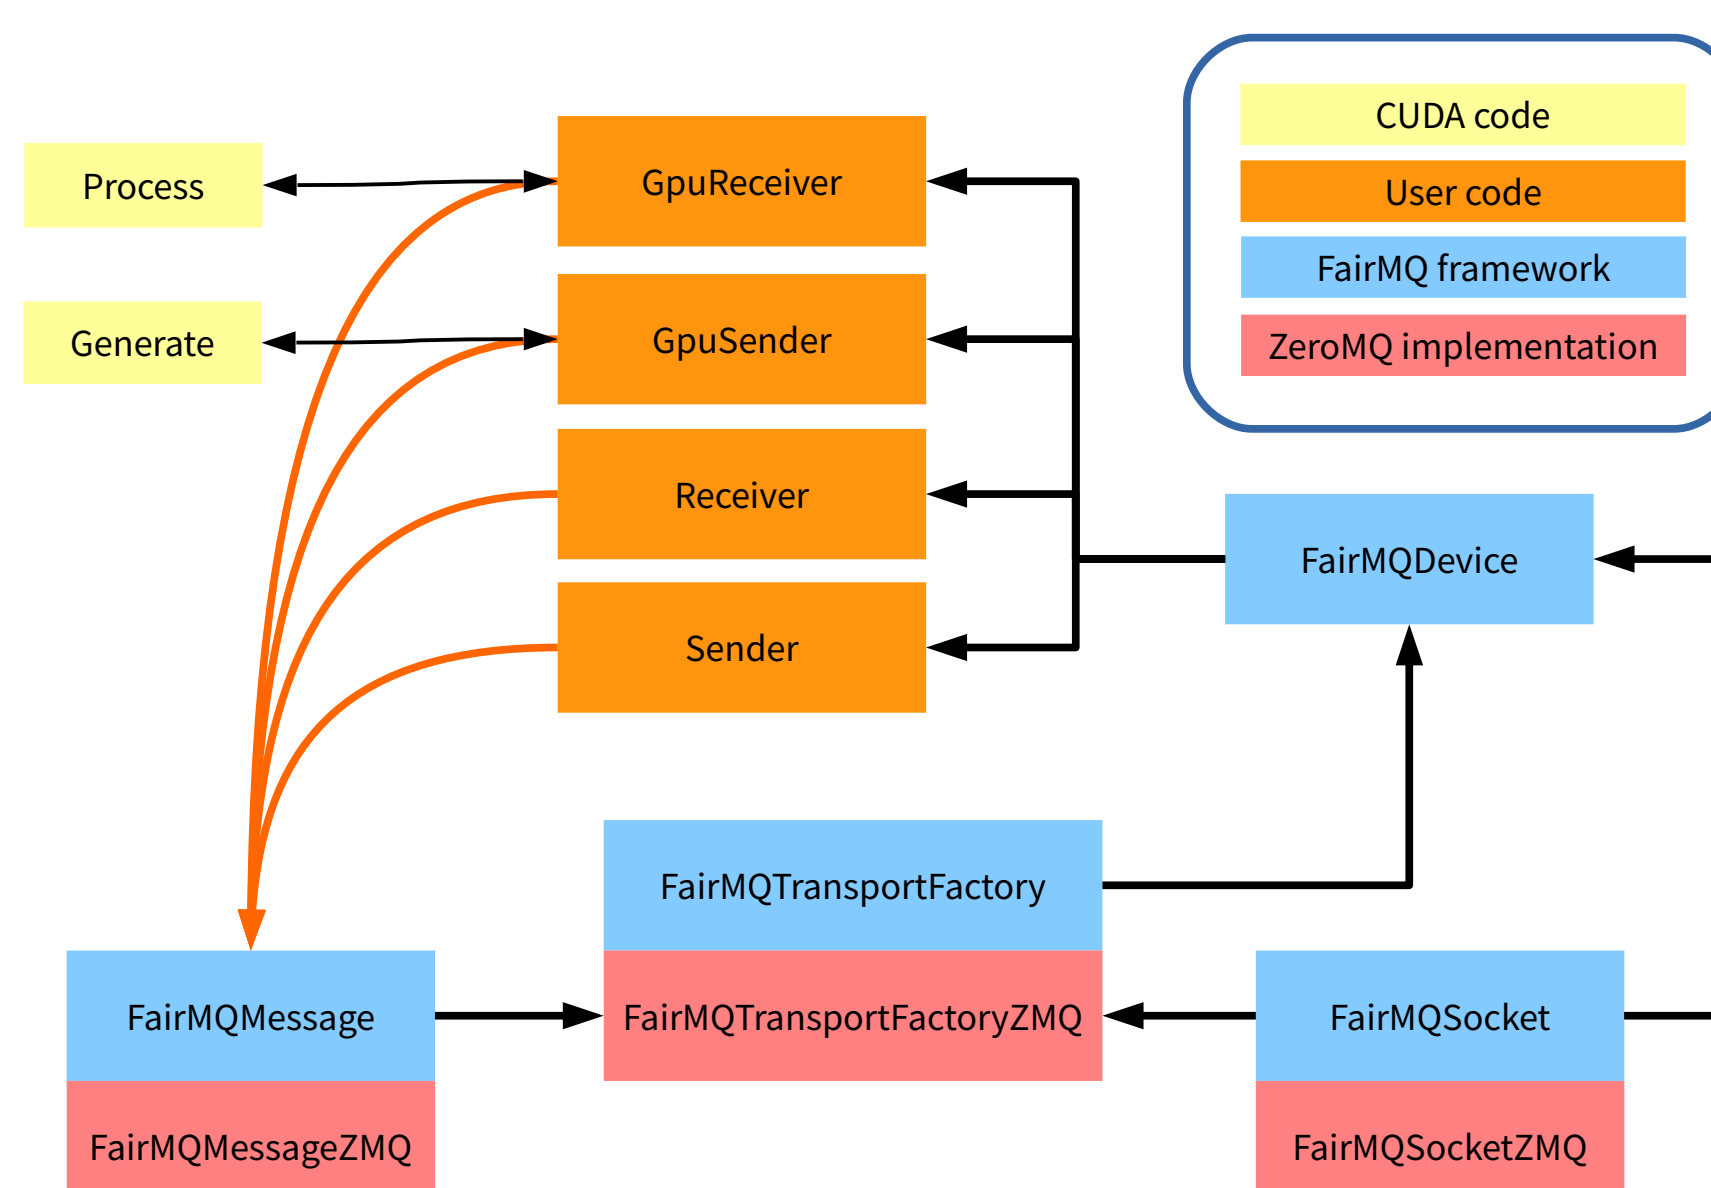 CUDA code
User code
FairMQ framework
ZeroMQ implementation
Process
GpuReceiver
Generate
GpuSender
Receiver
FairMQDevice
Sender
FairMQTransportFactory
FairMQMessage
FairMQTransportFactoryZMQ
FairMQSocket
FairMQMessageZMQ
FairMQSocketZMQ